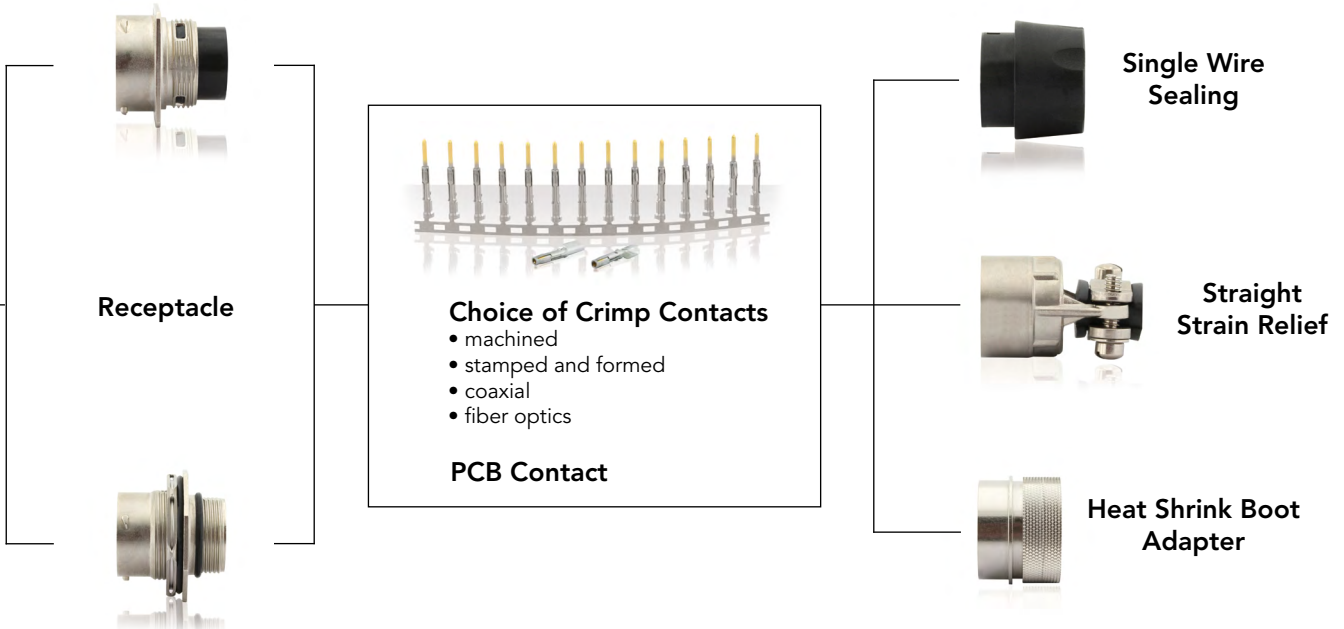 Receptacle
Choice of Crimp Contacts
• machined
• stamped and formed
• coaxial
• fiber optics
PCB Contact
Single Wire
Sealing
Straight
Strain Relief
Heat Shrink Boot
Adapter